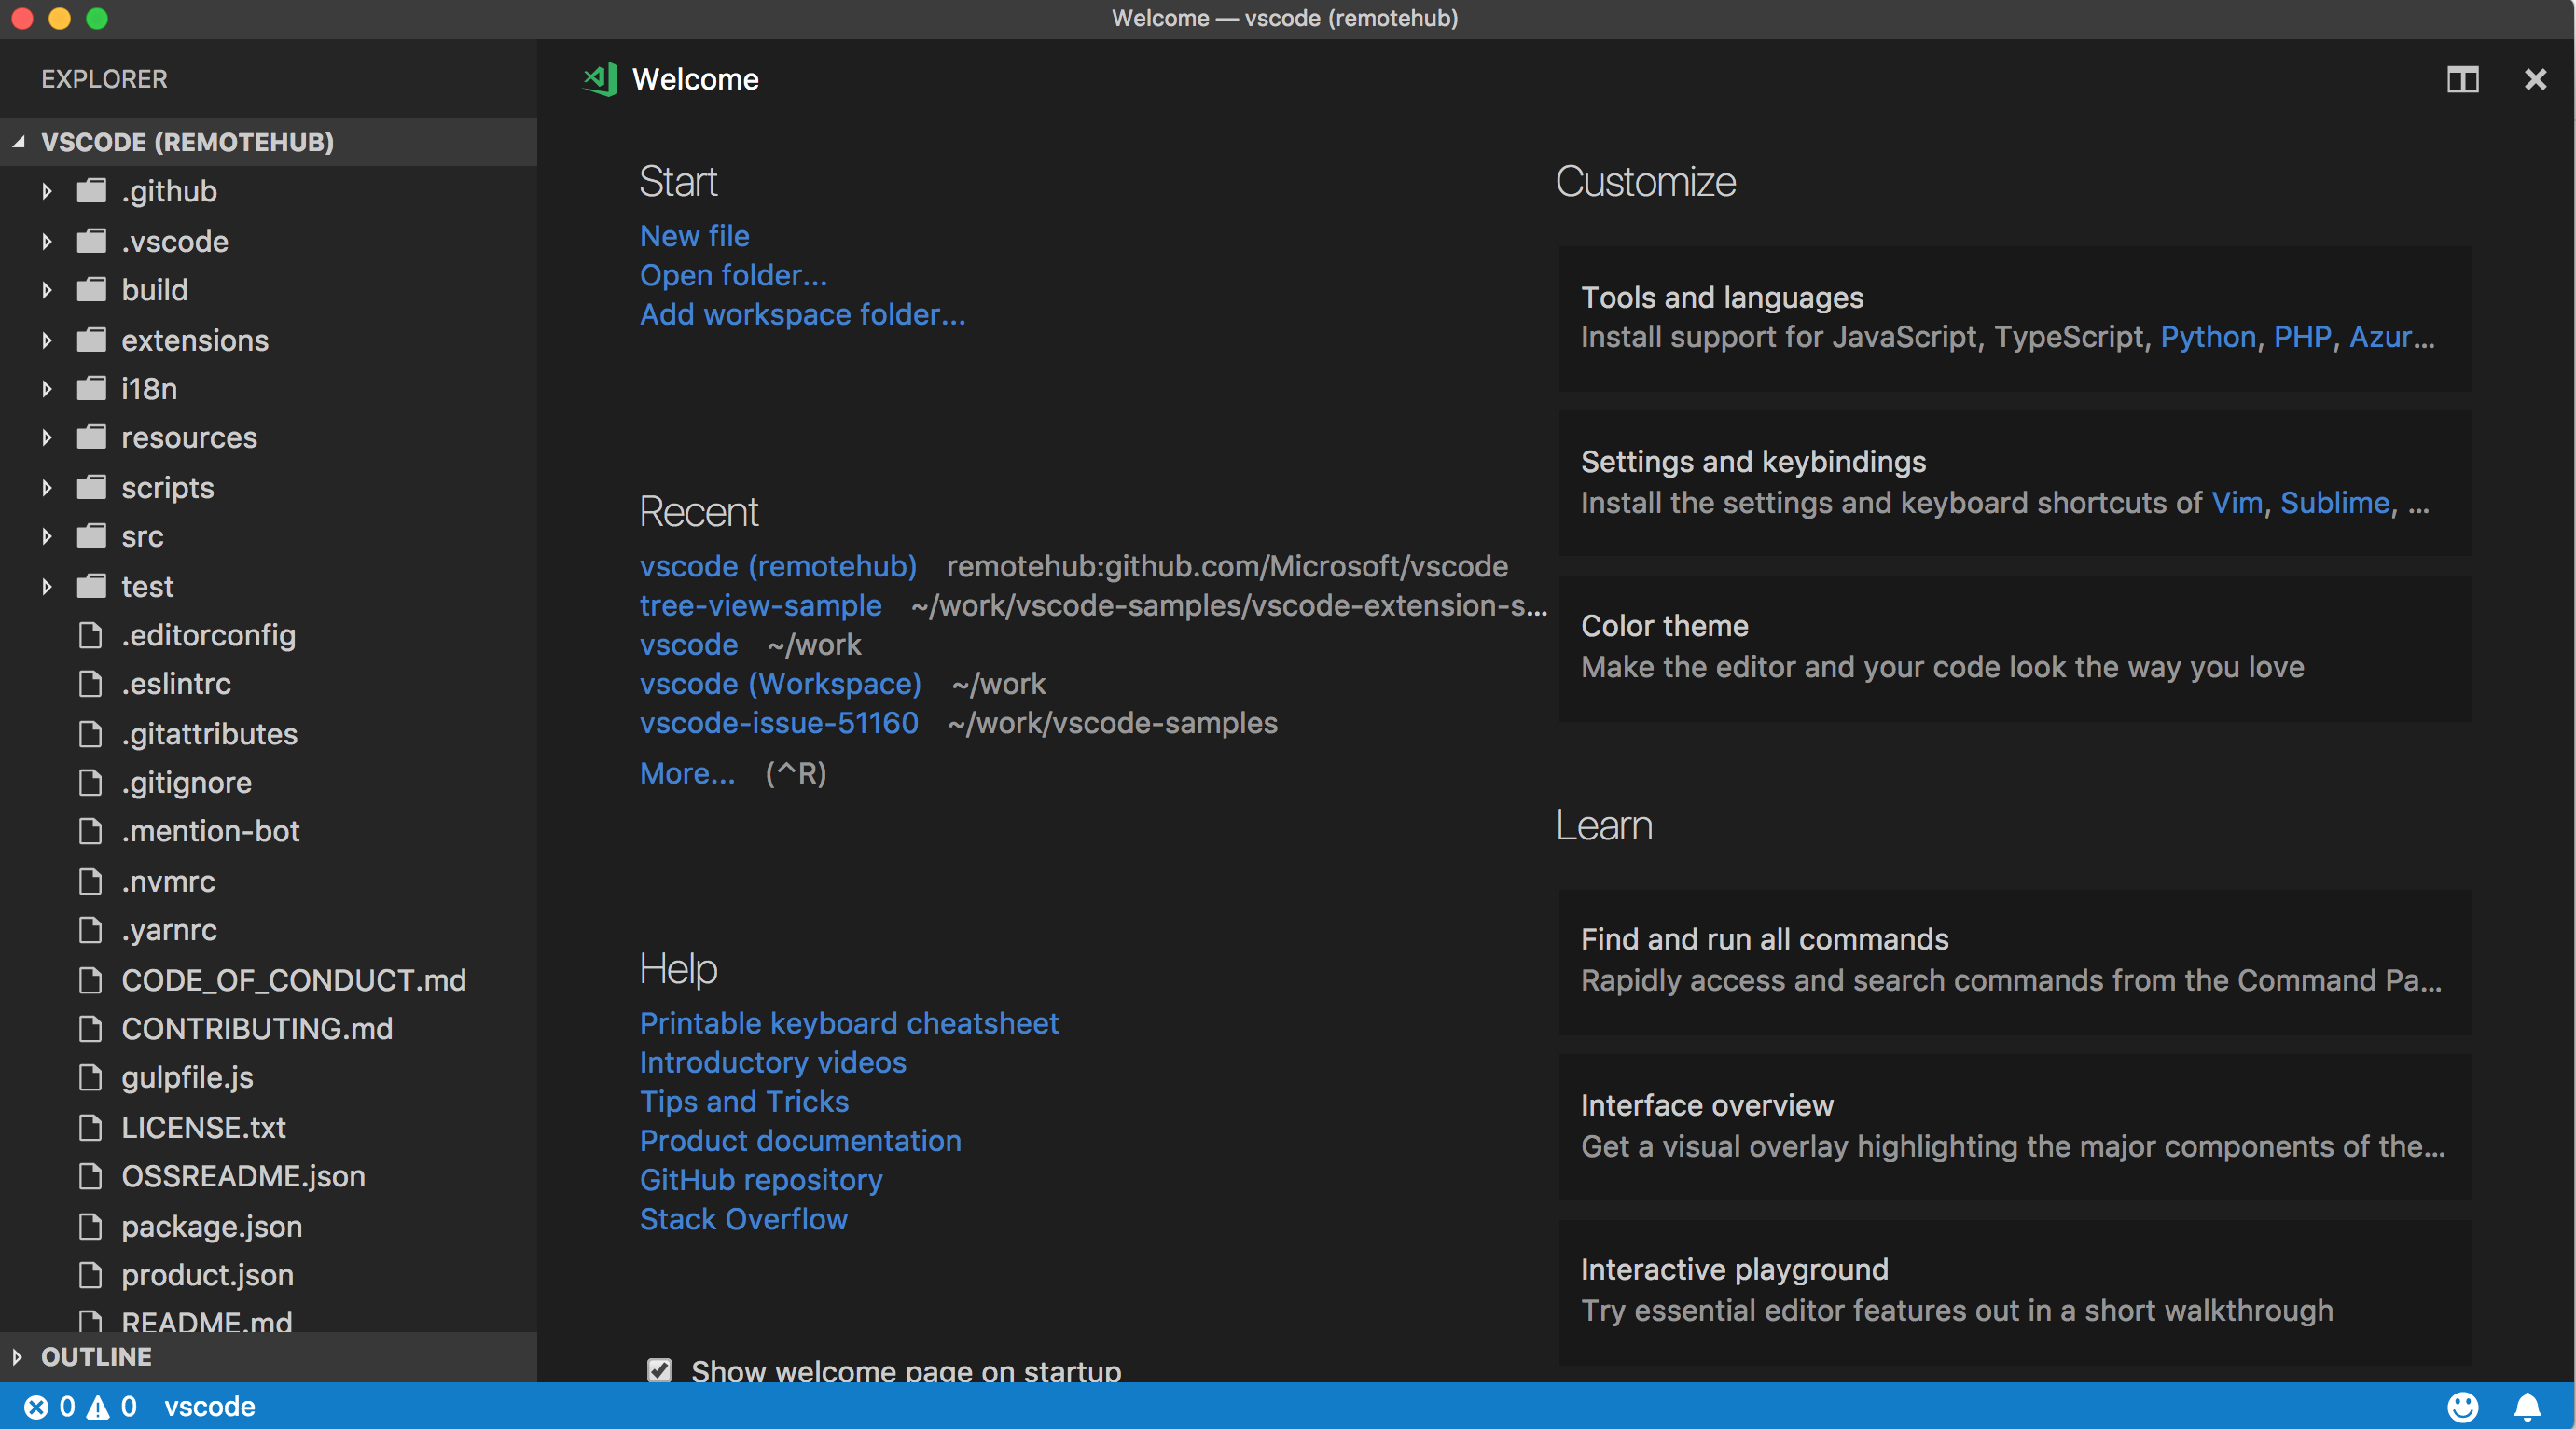 Welcome — vscode (remotehub)
EXPLORER
VSCODE (REMOTEHUB)
.github
.vscode
build
extensions
i18n
resources
scripts
src
test
.editorconfig
.eslintrc
.gitattributes
.gitignore
.mention-bot
.nvmrc
.yarnrc
CODE_OF_CONDUCT.md
CONTRIBUTING.md
gulpfile.js
LICENSE.txt
OSSREADME.json
package.json
product.json
README.md
OUTLINE
Welcome
Start
New file
Open folder...
Add workspace folder...
Recent
vscode (remotehub) remotehub:github.com/Microsoft/vscode
tree-view-sample ~/work/vscode-samples/vscode-extension-s...
vscode ~/work
vscode (Workspace) ~/work
vscode-issue-51160 ~/work/vscode-samples
More... (^R)
Help
Printable keyboard cheatsheet
Introductory videos
Tips and Tricks
Product documentation
GitHub repository
Stack Overflow
Show welcome page on startup
Customize
Tools and languages
Install support for JavaScript, TypeScript, Python, PHP, Azur...
Settings and keybindings
Install the settings and keyboard shortcuts of Vim, Sublime, ...
Color theme
Make the editor and your code look the way you love
Learn
Find and run all commands
Rapidly access and search commands from the Command Pa...
Interface overview
Get a visual overlay highlighting the major components of the...
Interactive playground
Try essential editor features out in a short walkthrough
0 0 vscode